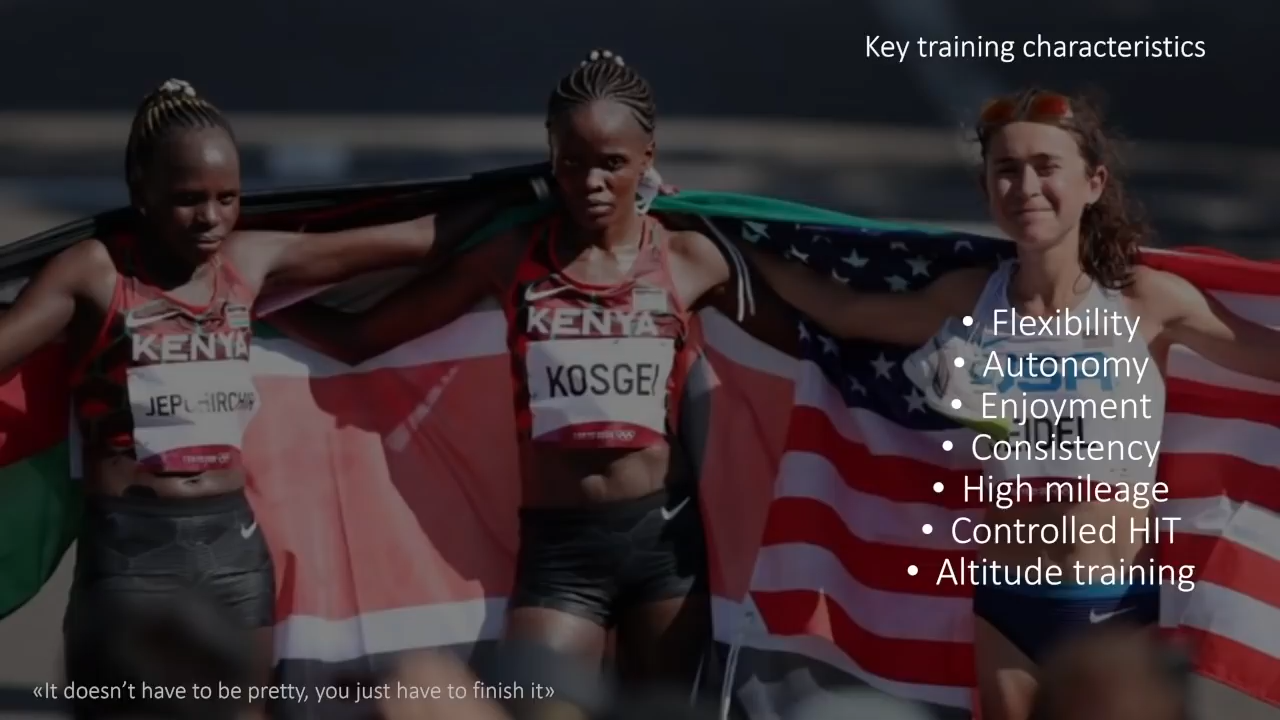 Key training characteristics
KENYA
KENYA
KOSGEI
• Flexibility
• Autonomy
• Enjoyment
• Consistency
• High mileage
• Controlled HIT
• Altitude training
«It doesn’t have to be pretty, you just have to finish it»